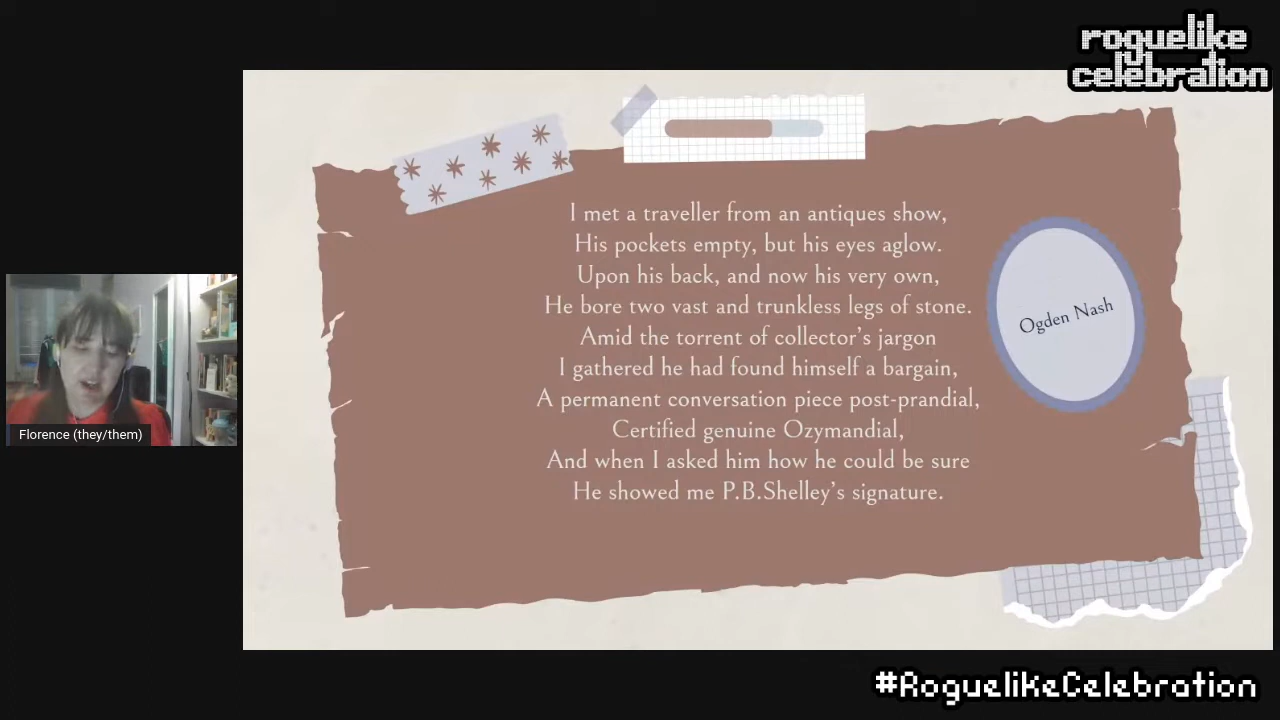 roguelike
celebration
I met a traveller from an antiques show,
His pockets empty, but his eyes aglow.
Upon his back, and now his very own,
He bore two vast and trunkless legs of stone.
Amid the torrent of collector's jargon
I gathered he had found himself a bargain,
A permanent conversation piece post-prandial,
Certified genuine Ozymandial,
And when I asked him how he could be sure
He showed me P.B.Shelley's signature.
Ogden Nash
Florence (they/them)
#RoguelikeCelebration